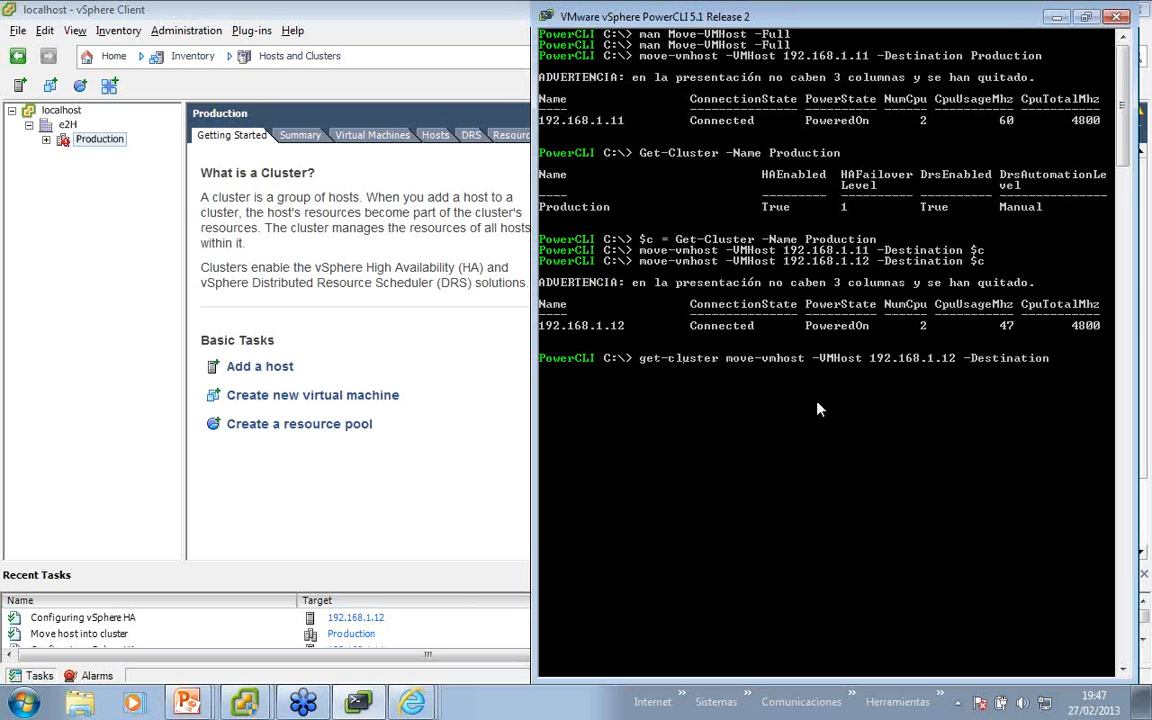 localhost - vSphere Client
File Edit View Inventory Administration Plug-ins Help
Home Inventory Hosts and Clusters
localhost
e2H
Production
Production
Getting Started Summary Virtual Machines Hosts DRS
What is a Cluster?
A cluster is a group of hosts. When you add a host to a
cluster, the host's resources become part of the cluster's
resources. The cluster manages the resources of all hosts
within it.
Clusters enable the vSphere High Availability (HA) and
vSphere Distributed Resource Scheduler (DRS) solutions.
Basic Tasks
Add a host
Create new virtual machine
Create a resource pool
Recent Tasks
Name Target
Configuring vSphere HA 192.168.1.12
Move host into cluster Production
Tasks Alarms
VMware vSphere PowerCLI 5.1 Release 2
PowerCLI C:\> man Move-VMHost -Full
PowerCLI C:\> man Move-VMHost -Full
PowerCLI C:\> move-vmhost -VMHost 192.168.1.11 -Destination Production
ADVERTENCIA: en la presentación no caben 3 columnas y se han quitado.
Name ConnectionState PowerState NumCpu CpuUsageMhz CpuTotalMhz
---- --------------- ---------- ------ ----------- -----------
192.168.1.11 Connected PoweredOn 2 60 4800
PowerCLI C:\> Get-Cluster -Name Production
Name HAEnabled HAFailover DrsEnabled DrsAutomationLe
Level vel
---- --------- ---------- ---------- ---------------
Production True 1 True Manual
PowerCLI C:\> $c = Get-Cluster -Name Production
PowerCLI C:\> move-vmhost -VMHost 192.168.1.11 -Destination $c
PowerCLI C:\> move-vmhost -VMHost 192.168.1.12 -Destination $c
ADVERTENCIA: en la presentación no caben 3 columnas y se han quitado.
Name ConnectionState PowerState NumCpu CpuUsageMhz CpuTotalMhz
---- --------------- ---------- ------ ----------- -----------
192.168.1.12 Connected PoweredOn 2 47 4800
PowerCLI C:\> get-cluster move-vmhost -VMHost 192.168.1.12 -Destination
Internet Sistemas Comunicaciones Herramientas
19:47
27/02/2013